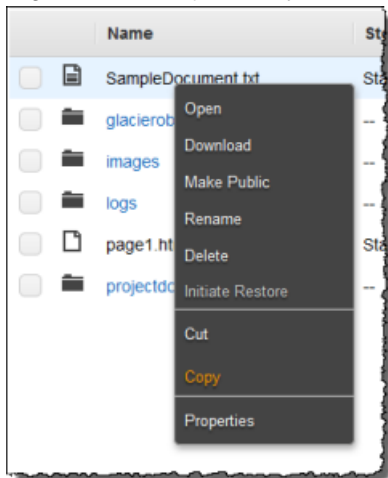 Name
St
SampleDocument.txt
Sta
glacierob
--
images
--
logs
--
page1.ht
Sta
projectdo
--
Open
Download
Make Public
Rename
Delete
Initiate Restore
Cut
Copy
Properties